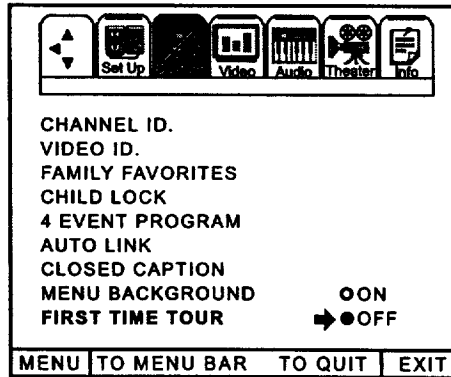 Set Up Video Audio Theater Info
CHANNEL ID.
VIDEO ID.
FAMILY FAVORITES
CHILD LOCK
4 EVENT PROGRAM
AUTO LINK
CLOSED CAPTION
MENU BACKGROUND ON
FIRST TIME TOUR OFF
MENU TO MENU BAR TO QUIT EXIT